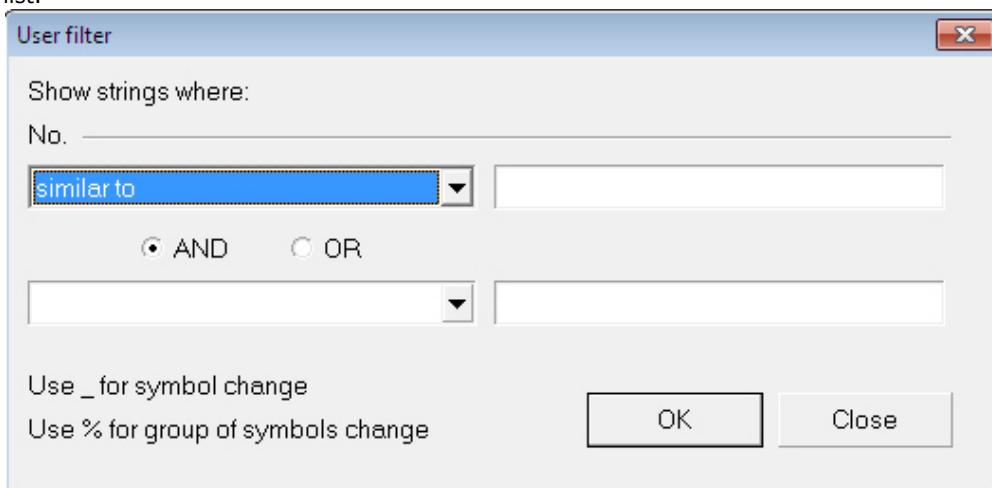 list.
User filter
Show strings where:
No.
similar to
AND OR
Use _ for symbol change
Use % for group of symbols change
OK Close